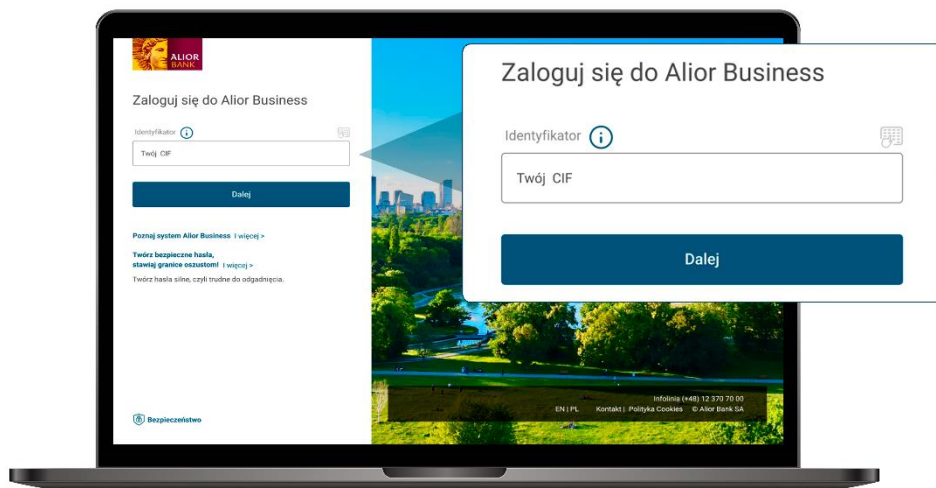 ALIOR
BANK
Zaloguj się do Alior Business
Identyfikator i
Twój CIF
Dalej
Poznaj system Alior Business | więcej >
Twórz bezpieczne hasła,
stawiaj granice oszustom! | więcej >
Twórz hasła silne, czyli trudne do odgadnięcia.
Bezpieczeństwo
Zaloguj się do Alior Business
Identyfikator i
Twój CIF
Dalej
Infolinia (+48) 12 370 70 00
EN | PL Kontakt | Polityka Cookies © Alior Bank SA